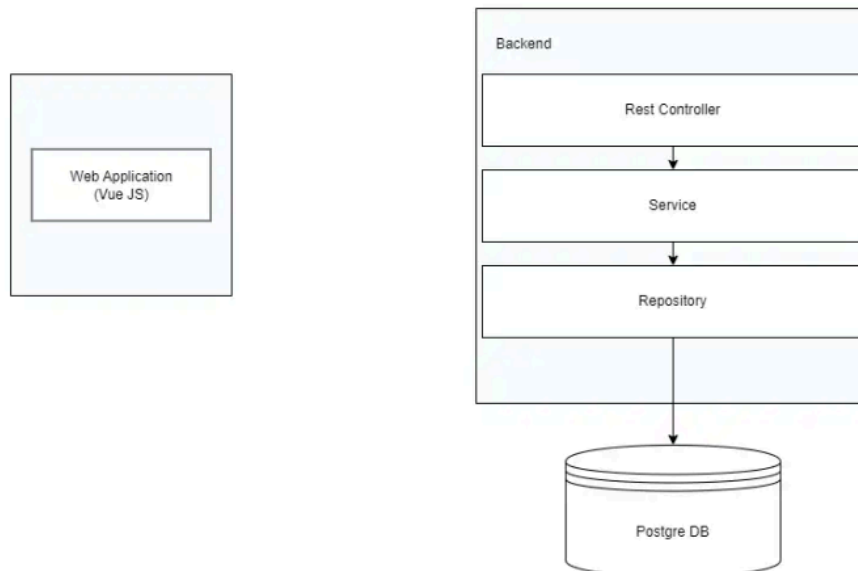 Backend
Rest Controller
Web Application
(Vue JS)
Service
Repository
Postgre DB